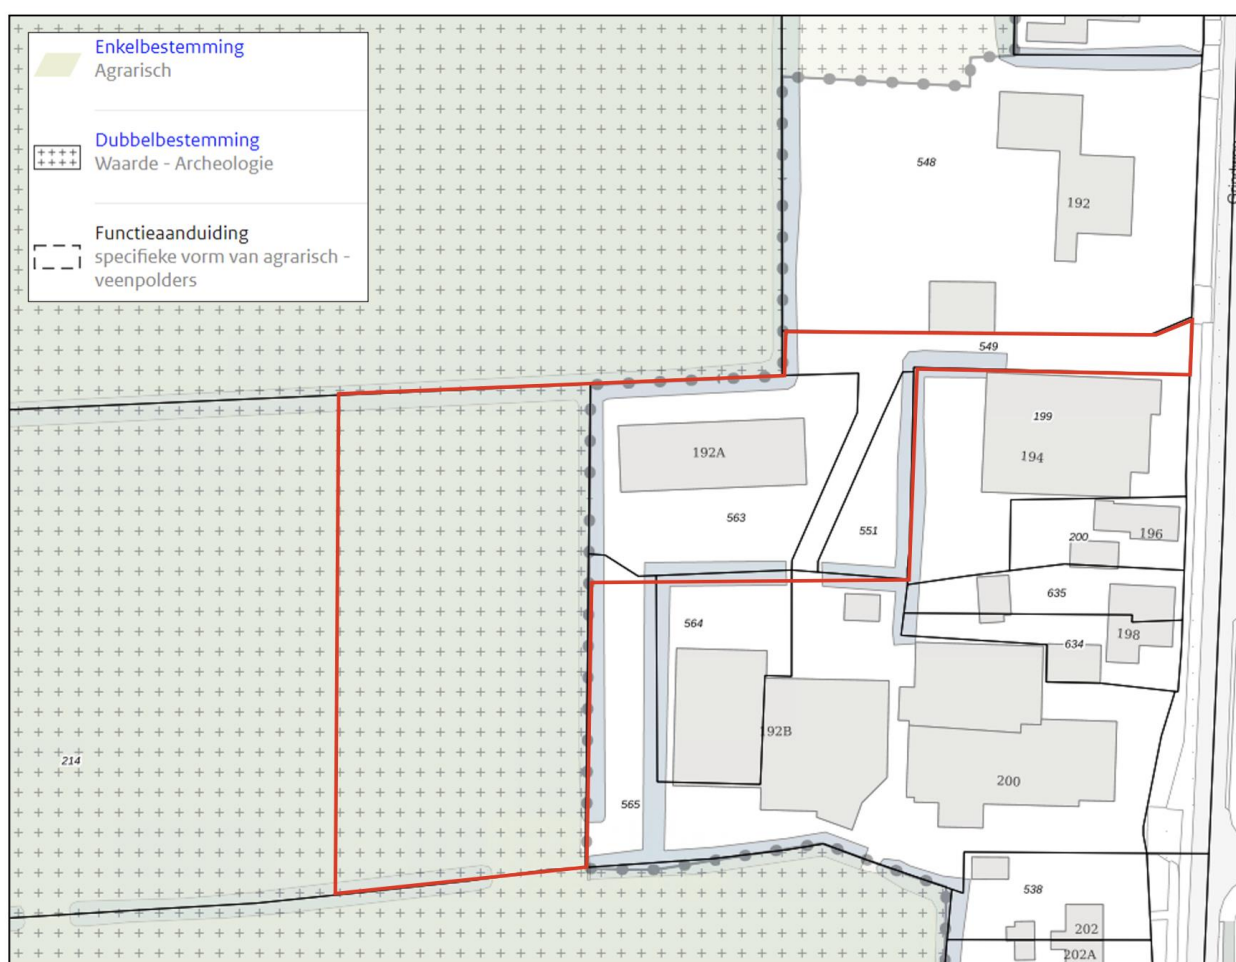 Enkelbestemming
Agrarisch
Dubbelbestemming
Waarde - Archeologie
Functieaanduiding
specifieke vorm van agrarisch -
veenpolders
548
192
549
199
194
192A
563
551
200
196
635
564
198
634
192B
214
565
200
538
202
202A